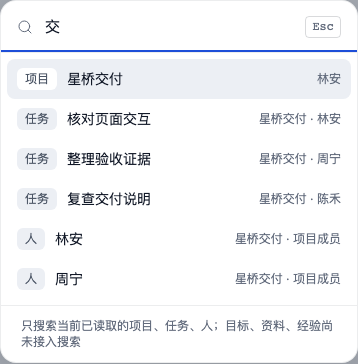 交 Esc
项目 星桥交付 林安
任务 核对页面交互 星桥交付 · 林安
任务 整理验收证据 星桥交付 · 周宁
任务 复查交付说明 星桥交付 · 陈禾
人 林安 星桥交付 · 项目成员
人 周宁 星桥交付 · 项目成员
只搜索当前已读取的项目、任务、人；目标、资料、经验尚
未接入搜索